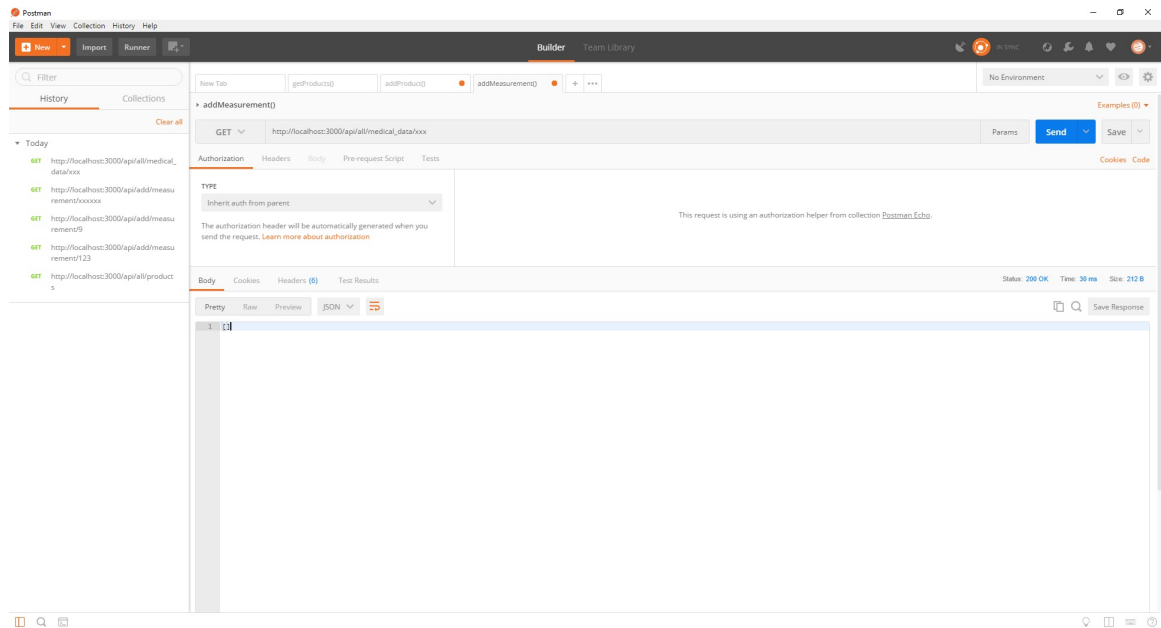 Postman
File Edit View Collection History Help
New Import Runner Builder Team Library IN SYNC
Filter
History Collections
Clear all
Today
GET http://localhost:3000/api/all/medical_
data/xxx
GET http://localhost:3000/api/add/measu
rement/xxxxxx
GET http://localhost:3000/api/add/measu
rement/9
GET http://localhost:3000/api/add/measu
rement/123
GET http://localhost:3000/api/all/product
s
New Tab getProducts() addProduct() addMeasurement() + ••• No Environment
addMeasurement() Examples (0)
GET http://localhost:3000/api/all/medical_data/xxx Params Send Save
Authorization Headers Body Pre-request Script Tests Cookies Code
TYPE
Inherit auth from parent
The authorization header will be automatically generated when you
send the request. Learn more about authorization
This request is using an authorization helper from collection Postman Echo.
Body Cookies Headers (6) Test Results Status: 200 OK Time: 30 ms Size: 212 B
Pretty Raw Preview JSON Save Response
1 []